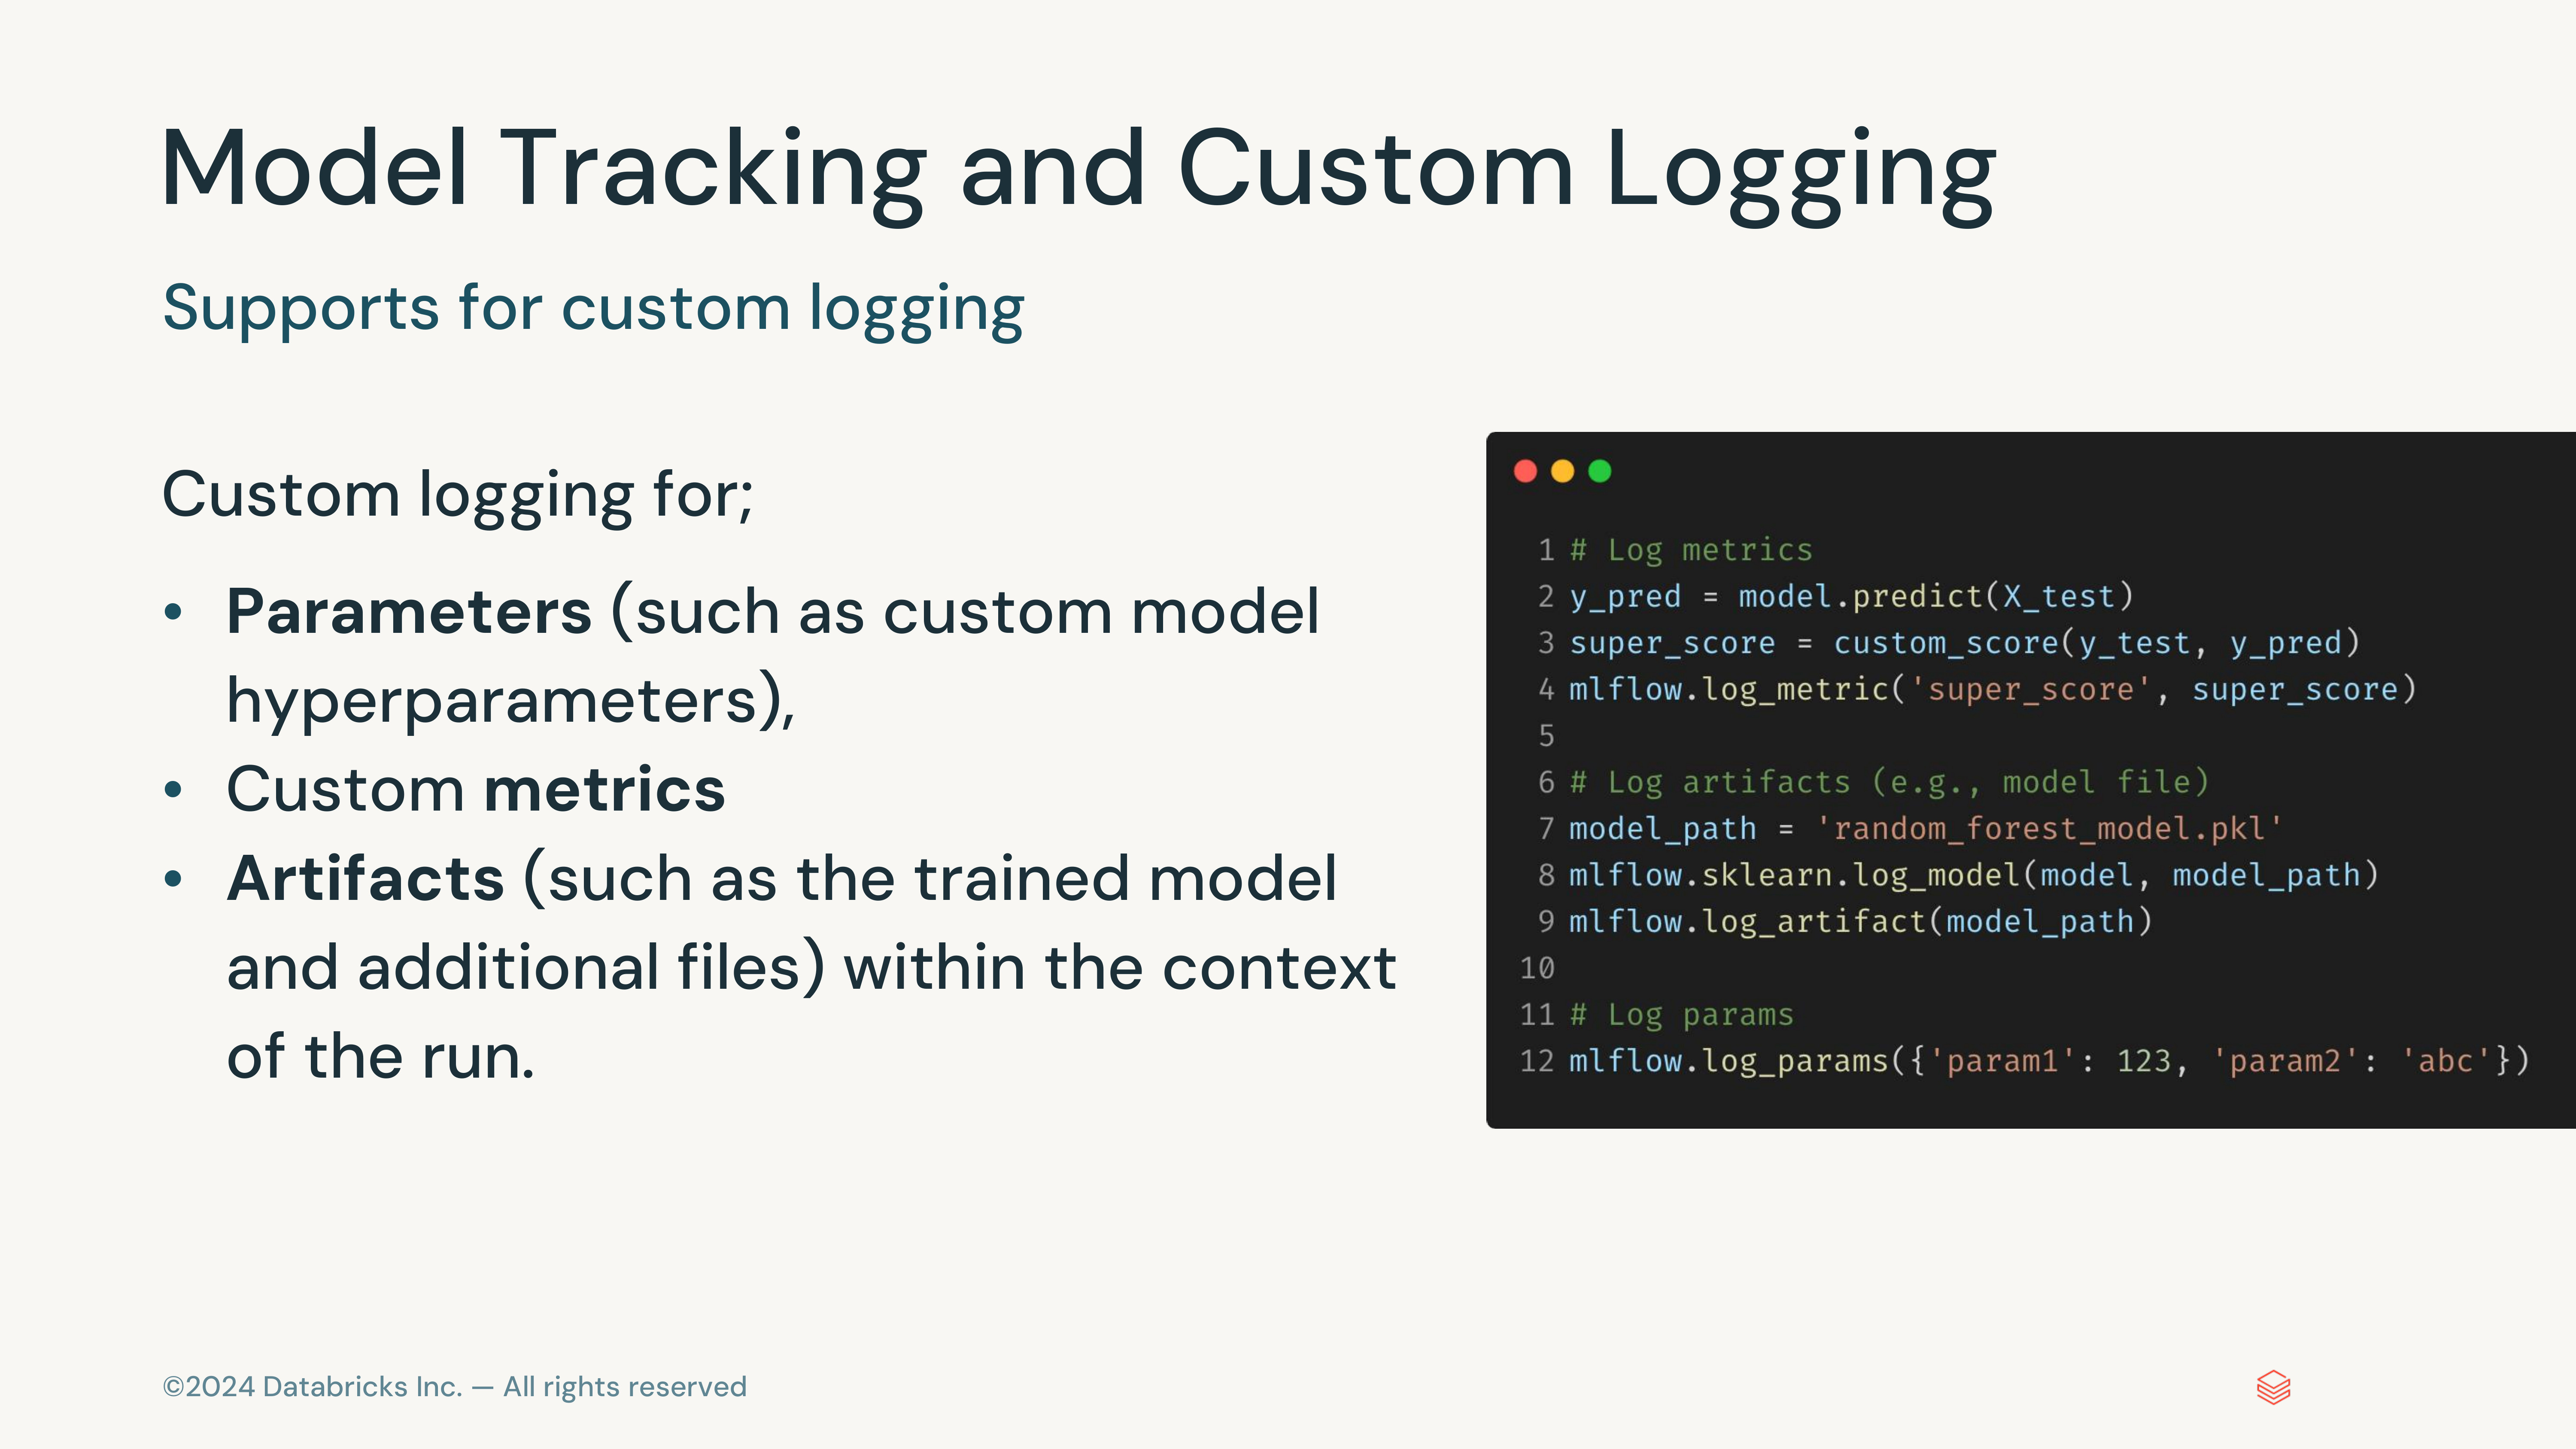 Model Tracking and Custom Logging
Supports for custom logging
Custom logging for;
• Parameters (such as custom model
hyperparameters),
• Custom metrics
• Artifacts (such as the trained model
and additional files) within the context
of the run.
1 # Log metrics
2 y_pred = model.predict(X_test)
3 super_score = custom_score(y_test, y_pred)
4 mlflow.log_metric('super_score', super_score)
5
6 # Log artifacts (e.g., model file)
7 model_path = 'random_forest_model.pkl'
8 mlflow.sklearn.log_model(model, model_path)
9 mlflow.log_artifact(model_path)
10
11 # Log params
12 mlflow.log_params({'param1': 123, 'param2': 'abc'})
©2024 Databricks Inc. — All rights reserved